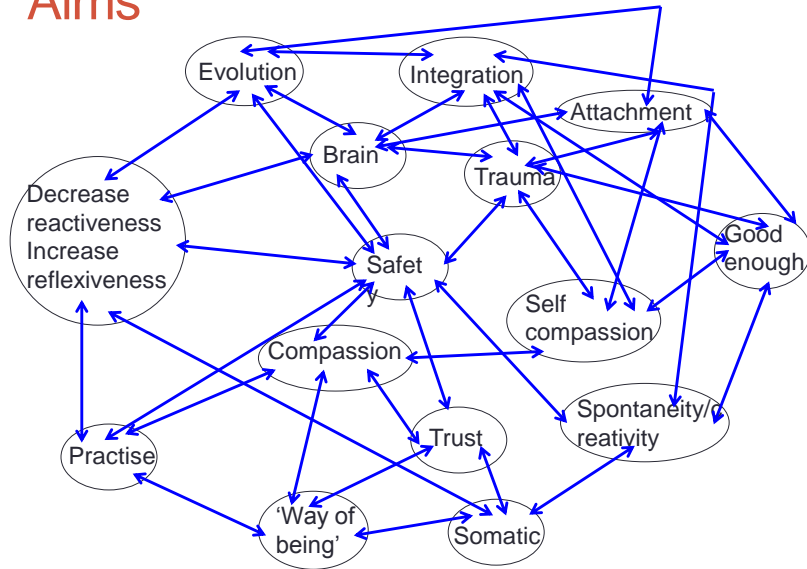 Aims
Evolution
Integration
Attachment
Brain
Trauma
Decrease
reactiveness
Increase
reflexiveness
Good
enough
Safet
y
Self
compassion
Compassion
Spontaneity/c
reativity
Trust
Practise
'Way of
being'
Somatic